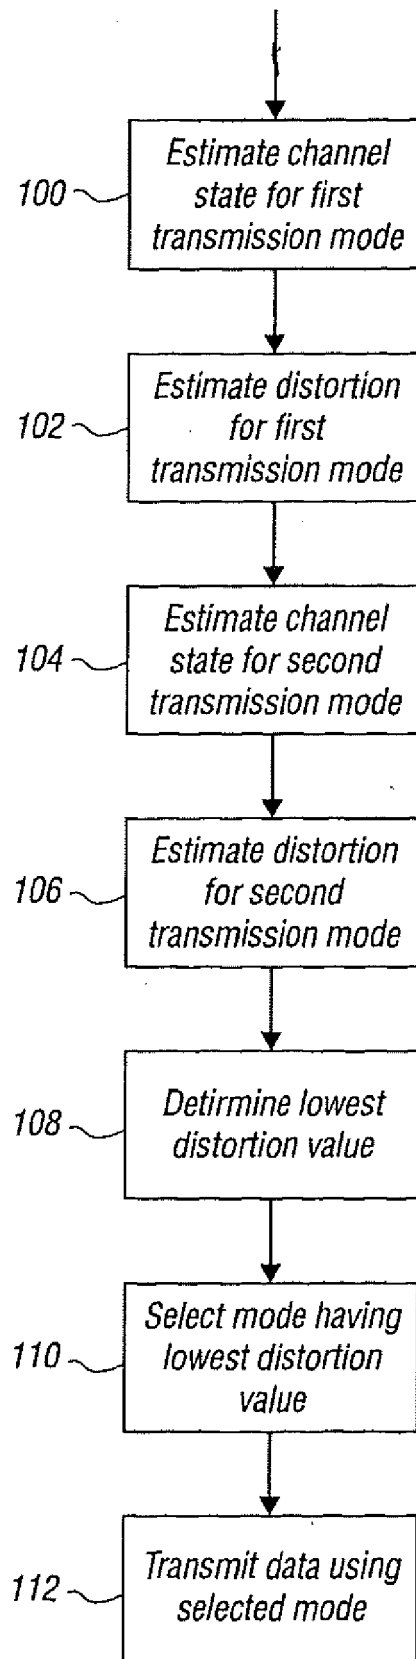 100
Estimate channel
state for first
transmission mode
102
Estimate distortion
for first
transmission mode
104
Estimate channel
state for second
transmission mode
106
Estimate distortion
for second
transmission mode
108
Detirmine lowest
distortion value
110
Select mode having
lowest distortion
value
112
Transmit data using
selected mode